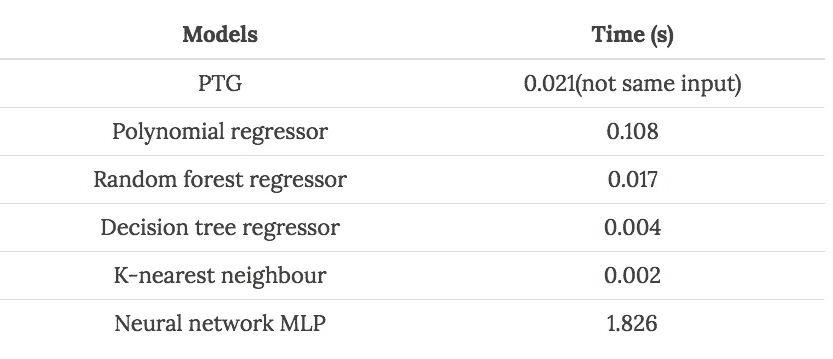 Models Time (s)
PTG 0.021(not same input)
Polynomial regressor 0.108
Random forest regressor 0.017
Decision tree regressor 0.004
K-nearest neighbour 0.002
Neural network MLP 1.826